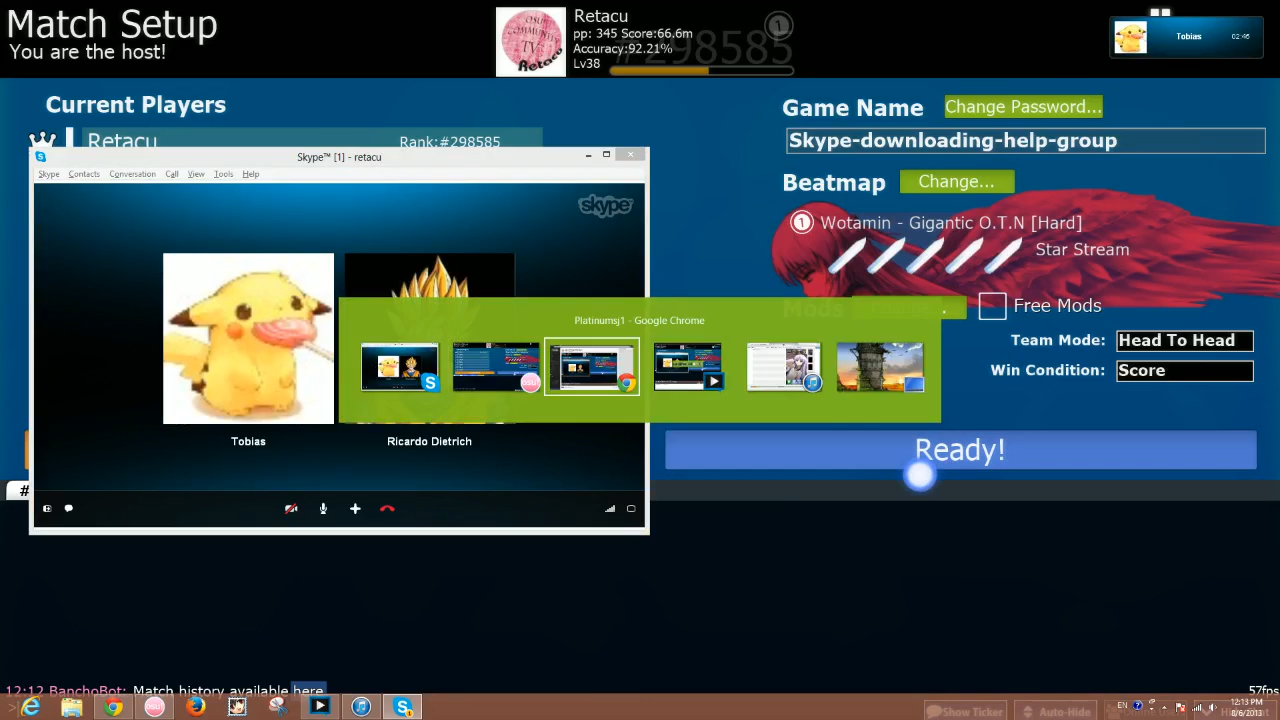 Match Setup
You are the host!
Retacu
pp: 345 Score:66.6m
Accuracy:92.21%
Lv38
#298585
1
Tobias 02:46
Current Players
Retacu Rank:#298585
Game Name Change Password...
Skype-downloading-help-group
Beatmap Change...
1 Wotamin - Gigantic O.T.N [Hard]
Star Stream
Mods
Free Mods
Team Mode: Head To Head
Win Condition: Score
Ready!
Skype™ [1] - retacu
Skype Contacts Conversation Call View Tools Help
skype
Tobias Ricardo Dietrich
Platinumsj1 - Google Chrome
#
12:12 BanchoBot: Match history available here
57fps
Show Ticker Auto-Hide
EN 12:13 PM
8/6/2013